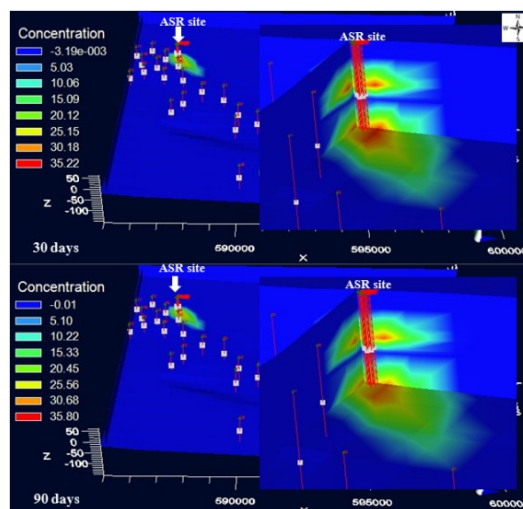 ASR site
ASR site
Concentration
-3.19e-003
5.03
10.06
15.09
20.12
25.15
30.18
35.22
50
0
-50
-100
Z
30 days
590000
595000
600000
X
ASR site
ASR site
Concentration
-0.01
5.10
10.22
15.33
20.45
25.56
30.68
35.80
50
0
-50
-100
Z
90 days
590000
595000
60000
X